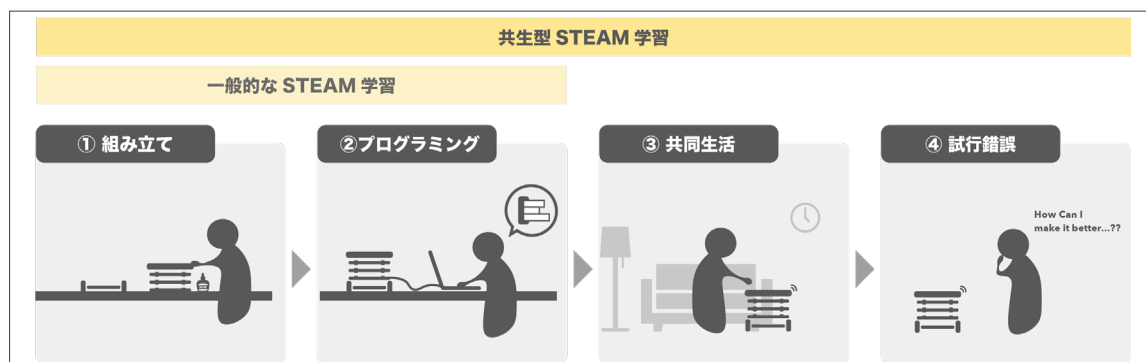 共生型 STEAM 学習
一般的な STEAM 学習
① 組み立て
②プログラミング
③ 共同生活
④ 試行錯誤
How Can I
make it better...??